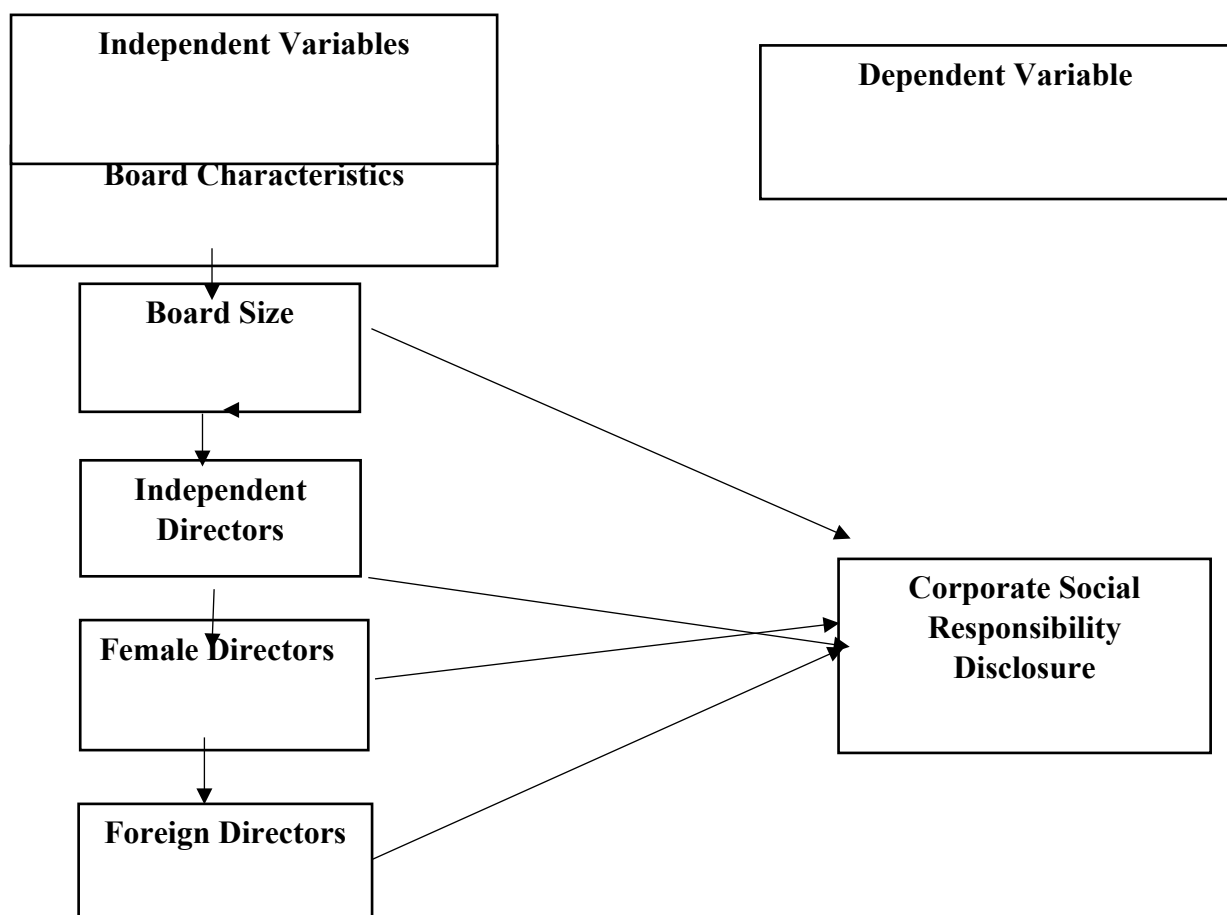 Independent Variables
Dependent Variable
Board Characteristics
Board Size
Independent
Directors
Female Directors
Foreign Directors
Corporate Social
Responsibility
Disclosure